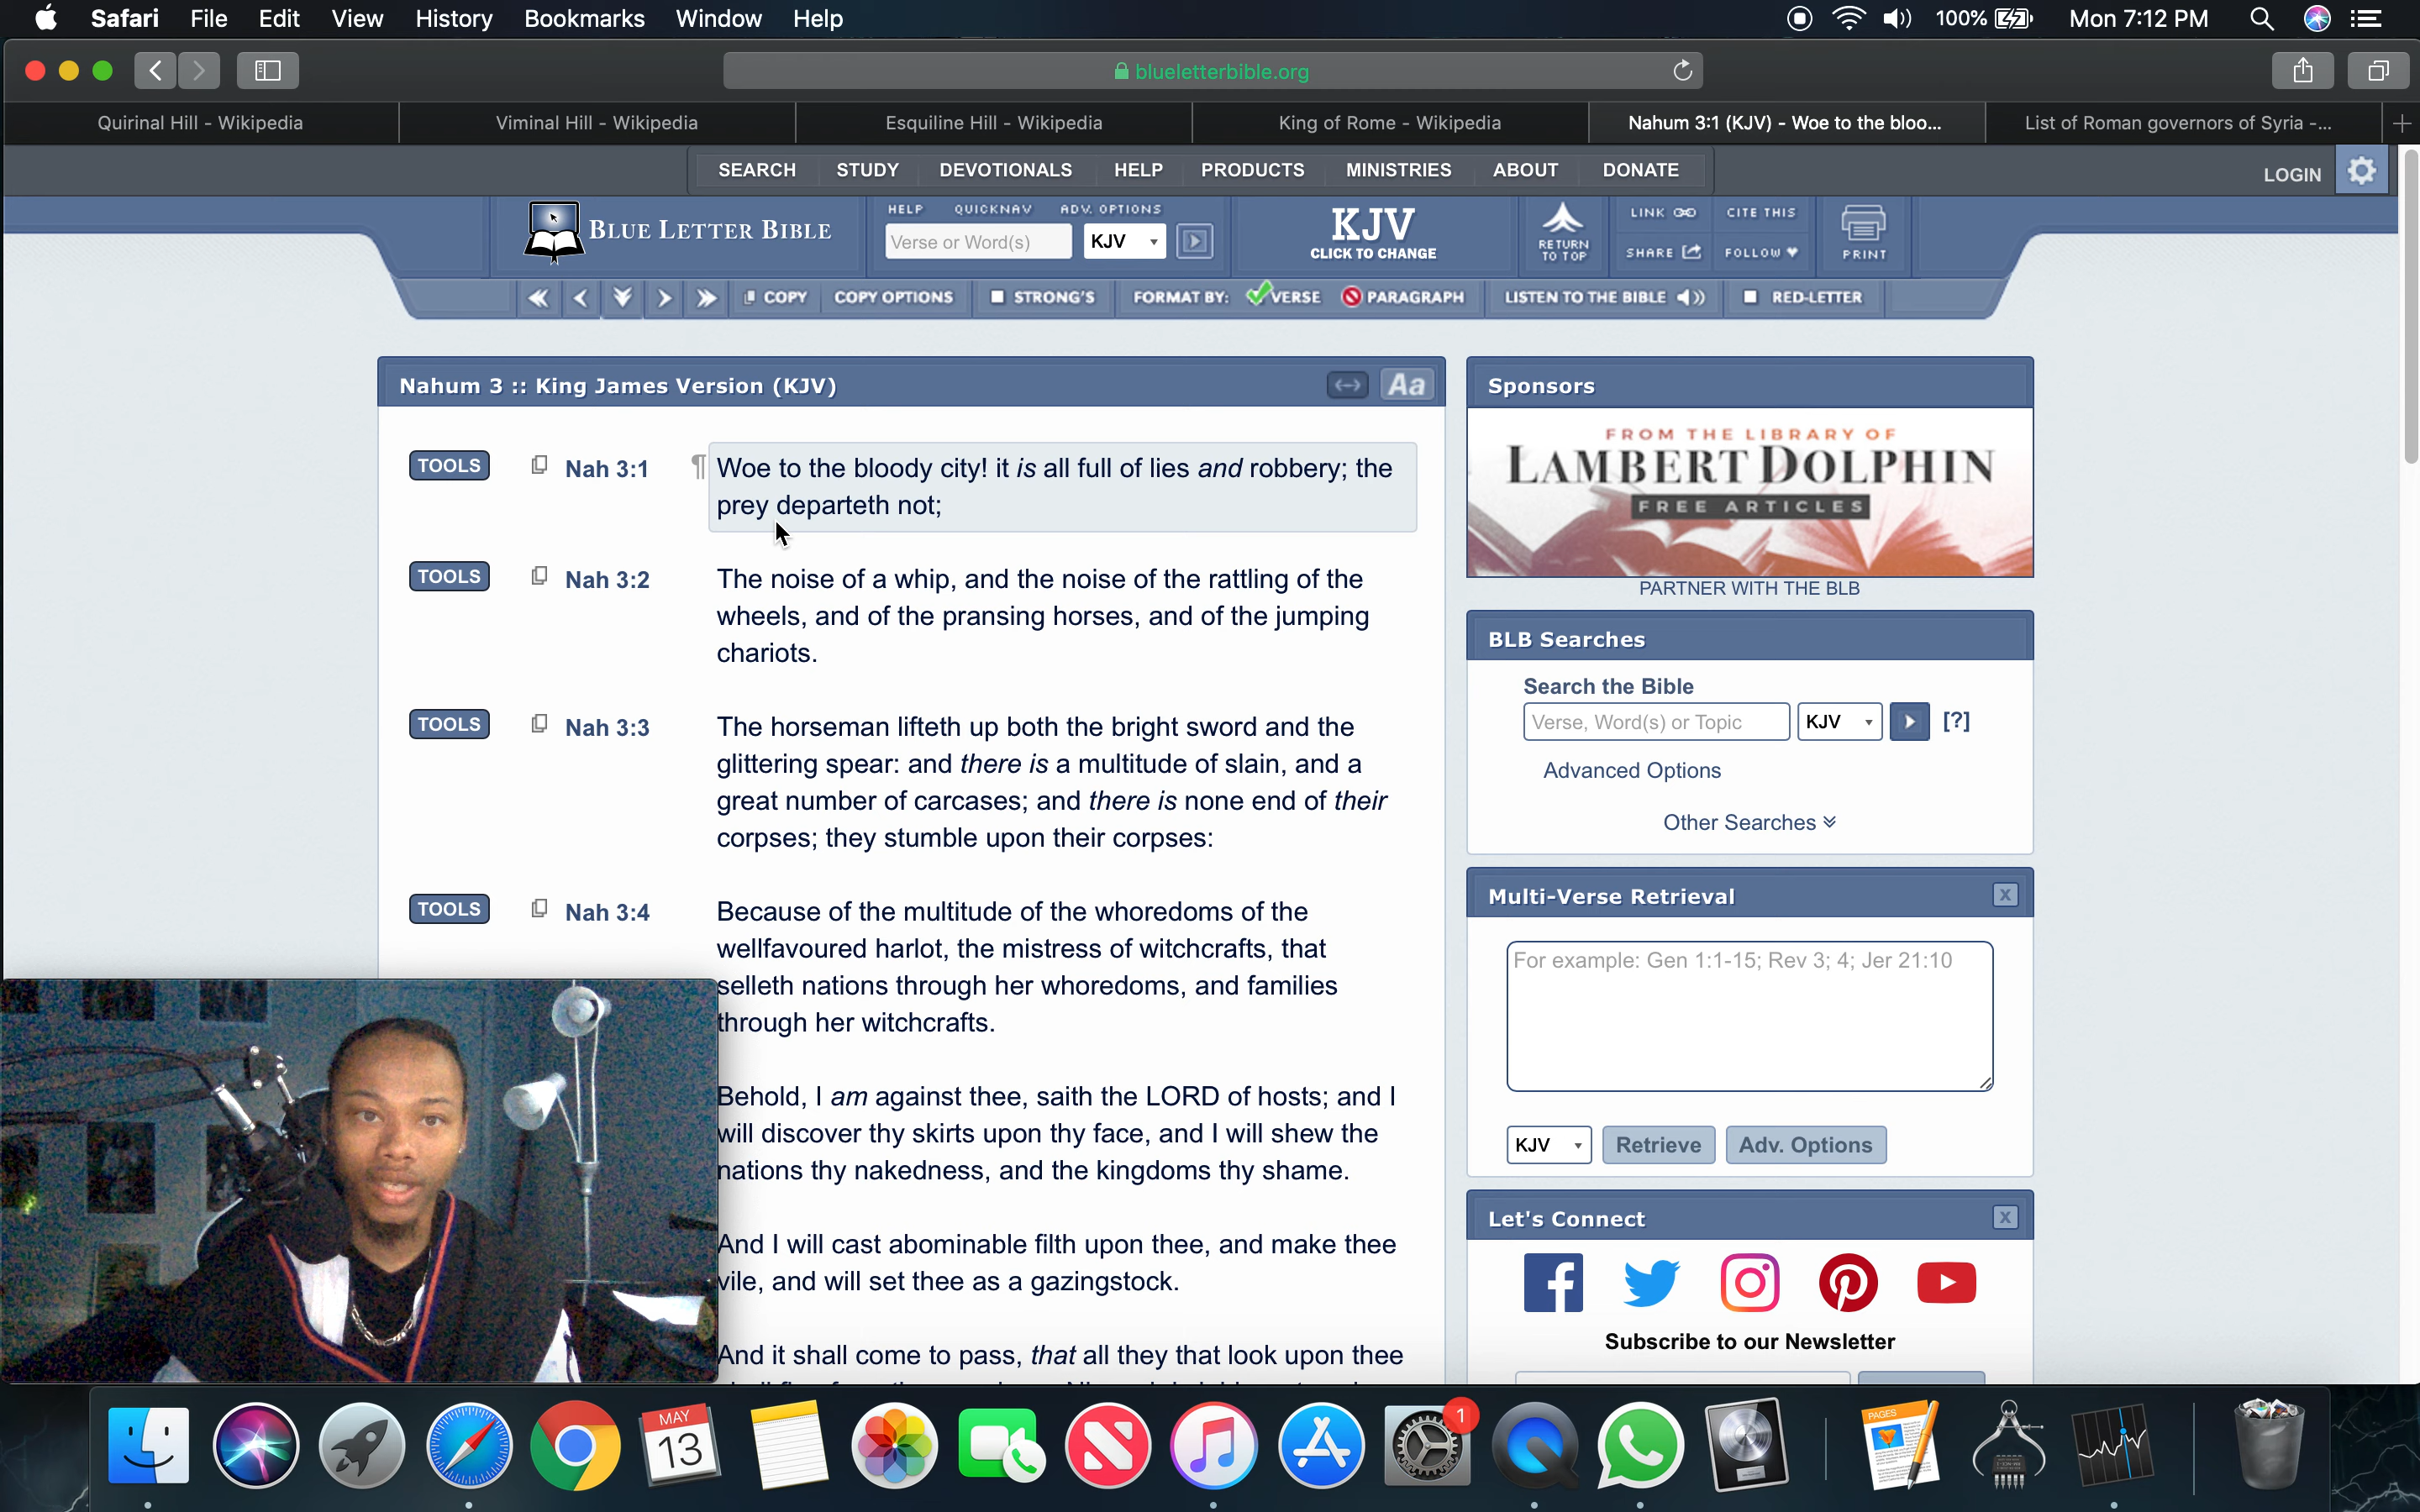 Safari File Edit View History Bookmarks Window Help 100% Mon 7:12 PM
blueletterbible.org
Quirinal Hill - Wikipedia Viminal Hill - Wikipedia Esquiline Hill - Wikipedia King of Rome - Wikipedia Nahum 3:1 (KJV) - Woe to the bloo... List of Roman governors of Syria -...
SEARCH STUDY DEVOTIONALS HELP PRODUCTS MINISTRIES ABOUT DONATE LOGIN
BLUE LETTER BIBLE
HELP QUICKNAV ADV. OPTIONS
Verse or Word(s) KJV
KJV
CLICK TO CHANGE
RETURN
TO TOP
LINK CITE THIS
SHARE FOLLOW
PRINT
COPY COPY OPTIONS STRONG'S FORMAT BY: VERSE PARAGRAPH LISTEN TO THE BIBLE RED-LETTER
Nahum 3 :: King James Version (KJV) Aa
TOOLS Nah 3:1 ¶ Woe to the bloody city! it is all full of lies and robbery; the
prey departeth not;
TOOLS Nah 3:2 The noise of a whip, and the noise of the rattling of the
wheels, and of the pransing horses, and of the jumping
chariots.
TOOLS Nah 3:3 The horseman lifteth up both the bright sword and the
glittering spear: and there is a multitude of slain, and a
great number of carcases; and there is none end of their
corpses; they stumble upon their corpses:
TOOLS Nah 3:4 Because of the multitude of the whoredoms of the
wellfavoured harlot, the mistress of witchcrafts, that
selleth nations through her whoredoms, and families
through her witchcrafts.
Behold, I am against thee, saith the LORD of hosts; and I
will discover thy skirts upon thy face, and I will shew the
nations thy nakedness, and the kingdoms thy shame.
And I will cast abominable filth upon thee, and make thee
vile, and will set thee as a gazingstock.
And it shall come to pass, that all they that look upon thee
Sponsors
FROM THE LIBRARY OF
LAMBERT DOLPHIN
FREE ARTICLES
PARTNER WITH THE BLB
BLB Searches
Search the Bible
Verse, Word(s) or Topic KJV [?]
Advanced Options
Other Searches
Multi-Verse Retrieval x
For example: Gen 1:1-15; Rev 3; 4; Jer 21:10
KJV Retrieve Adv. Options
Let's Connect x
Subscribe to our Newsletter
MAY
13
1
PAGES